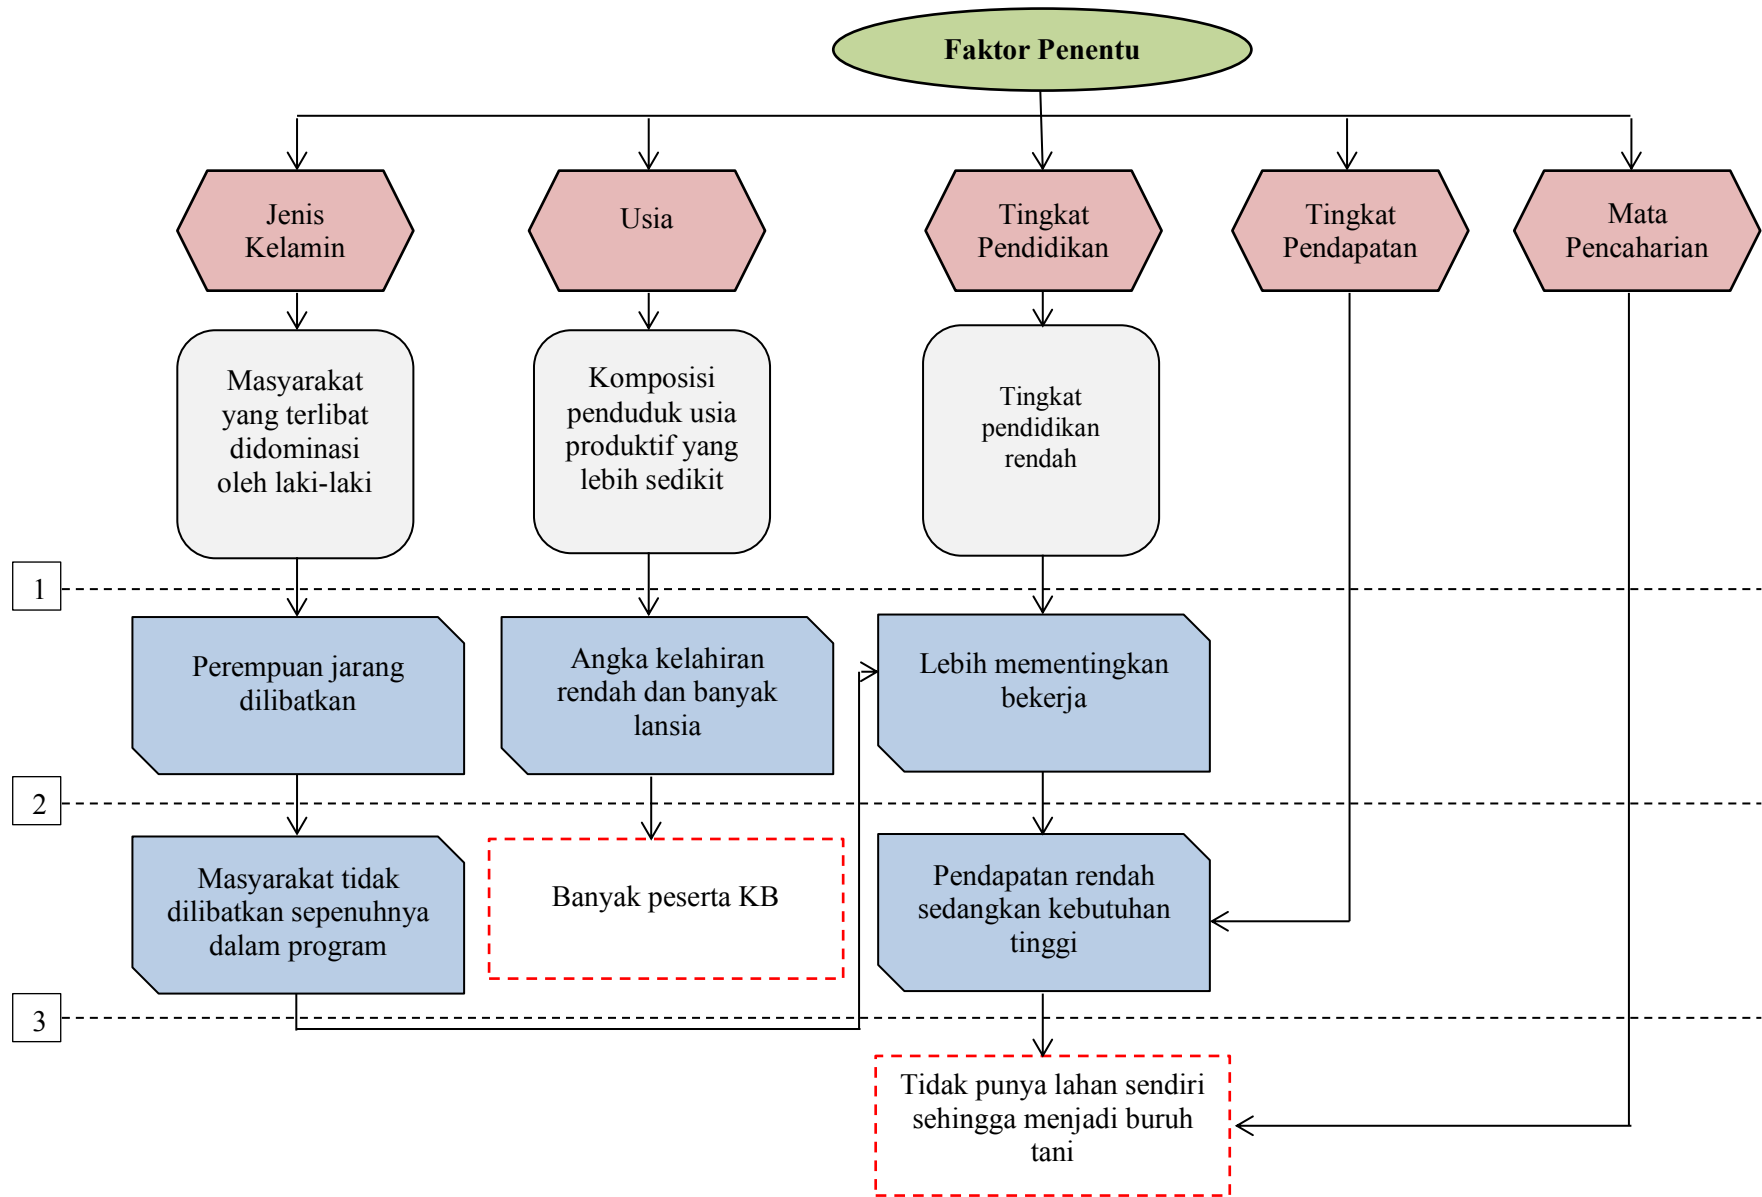 Faktor Penentu
Jenis
Kelamin
Usia
Tingkat
Pendidikan
Tingkat
Pendapatan
Mata
Pencaharian
Masyarakat
yang terlibat
didominasi
oleh laki-laki
Komposisi
penduduk usia
produktif yang
lebih sedikit
Tingkat
pendidikan
rendah
1
Perempuan jarang
dilibatkan
Angka kelahiran
rendah dan banyak
lansia
Lebih mementingkan
bekerja
2
Masyarakat tidak
dilibatkan sepenuhnya
dalam program
Banyak peserta KB
Pendapatan rendah
sedangkan kebutuhan
tinggi
3
Tidak punya lahan sendiri
sehingga menjadi buruh
tani